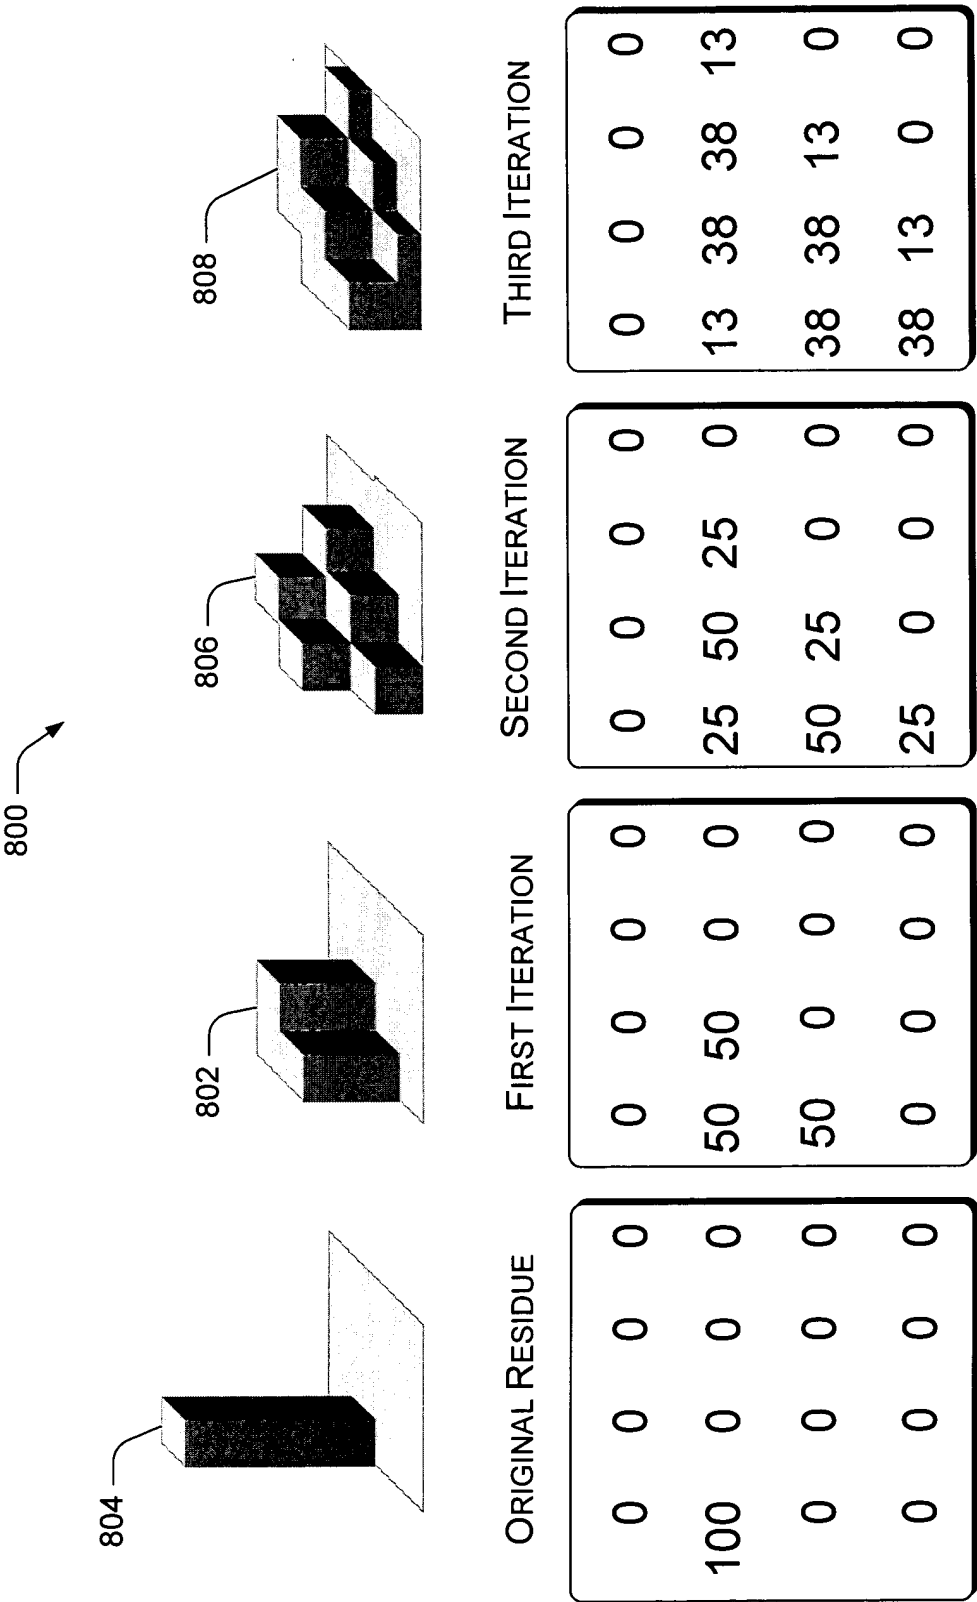 800
804
802
806
808
ORIGINAL RESIDUE
0 0 0 0
100 0 0 0
0 0 0 0
0 0 0 0
FIRST ITERATION
0 0 0 0
50 50 0 0
50 0 0 0
0 0 0 0
SECOND ITERATION
0 0 0 0
25 50 25 0
50 25 0 0
25 0 0 0
THIRD ITERATION
0 0 0 0
13 38 38 13
38 38 13 0
38 13 0 0